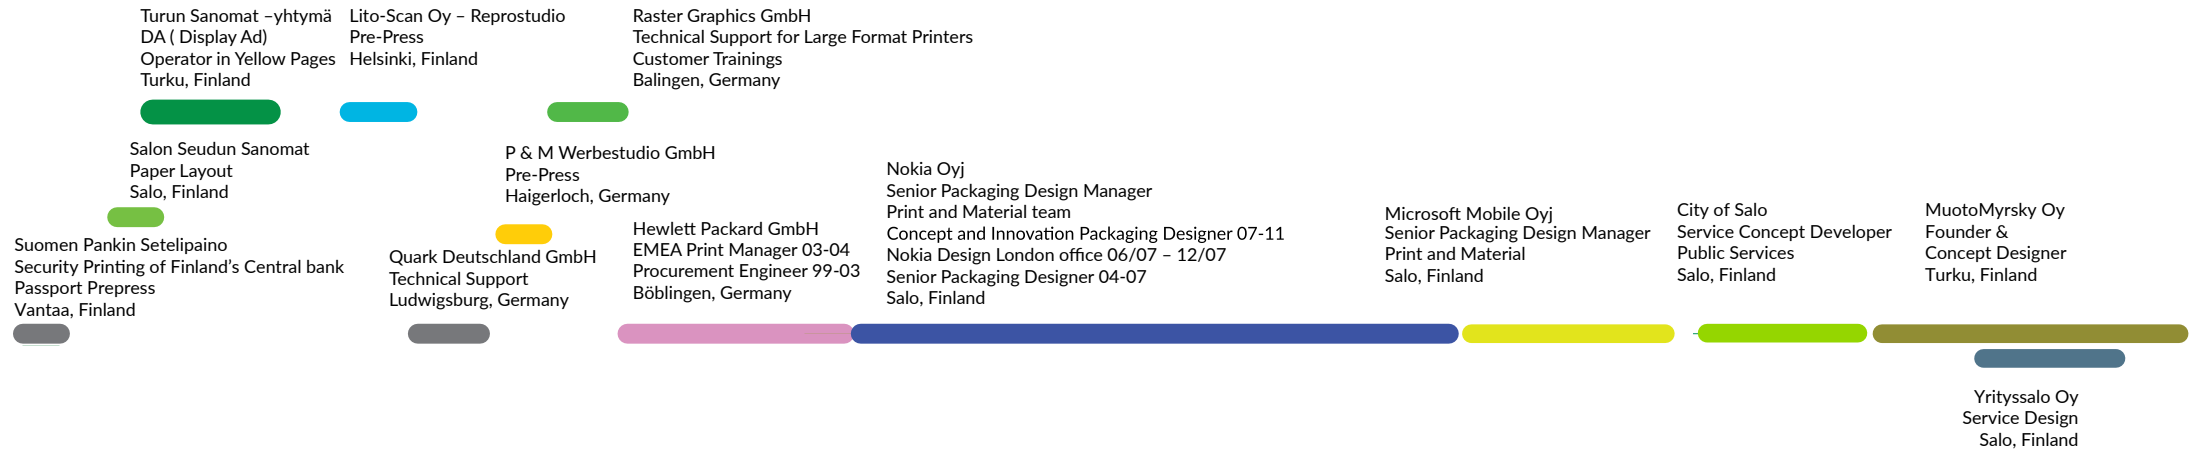 Turun Sanomat –yhtymä
DA ( Display Ad)
Operator in Yellow Pages
Turku, Finland
Lito-Scan Oy – Reprostudio
Pre-Press
Helsinki, Finland
Raster Graphics GmbH
Technical Support for Large Format Printers
Customer Trainings
Balingen, Germany
Salon Seudun Sanomat
Paper Layout
Salo, Finland
P & M Werbestudio GmbH
Pre-Press
Haigerloch, Germany
Suomen Pankin Setelipaino
Security Printing of Finland’s Central bank
Passport Prepress
Vantaa, Finland
Quark Deutschland GmbH
Technical Support
Ludwigsburg, Germany
Hewlett Packard GmbH
EMEA Print Manager 03-04
Procurement Engineer 99-03
Böblingen, Germany
Nokia Oyj
Senior Packaging Design Manager
Print and Material team
Concept and Innovation Packaging Designer 07-11
Nokia Design London office 06/07 – 12/07
Senior Packaging Designer 04-07
Salo, Finland
Microsoft Mobile Oyj
Senior Packaging Design Manager
Print and Material
Salo, Finland
City of Salo
Service Concept Developer
Public Services
Salo, Finland
MuotoMyrsky Oy
Founder &
Concept Designer
Turku, Finland
Yrityssalo Oy
Service Design
Salo, Finland